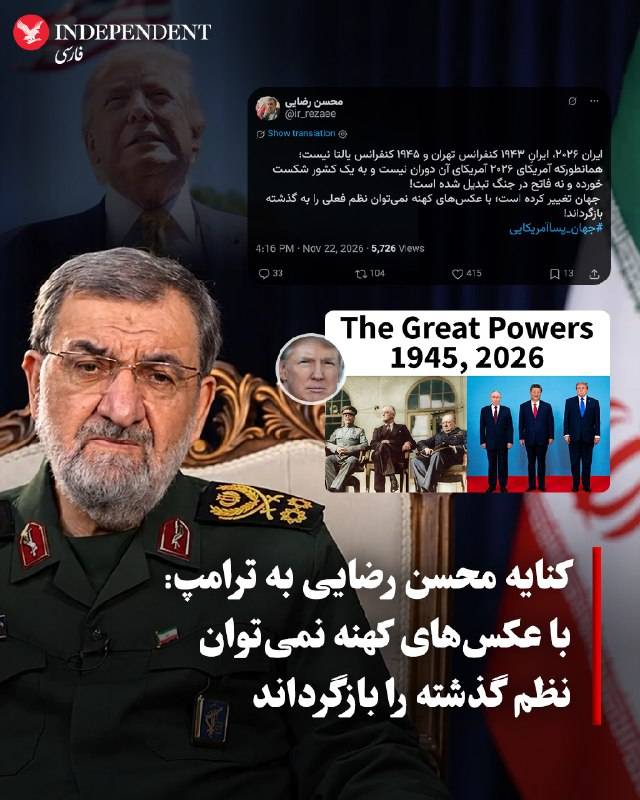 INDEPENDENT
فارسی
محسن رضایی
@ir_rezaee
Show translation
ایران ۲۰۲۶، ایرانِ ۱۹۴۳ کنفرانس تهران و ۱۹۴۵ کنفرانس یالتا نیست؛
همانطورکه آمریکای ۲۰۲۶ آمریکای آن دوران نیست و به یک کشور شکست
خورده و نه فاتح در جنگ تبدیل شده است!
جهان تغییر کرده است؛ با عکس‌های کهنه نمی‌توان نظم فعلی را به گذشته
بازگرداند!
#جهان_پساآمریکایی
4:16 PM · Nov 22, 2026 · 5,726 Views
33 104 415 13
The Great Powers
1945, 2026
کنایه محسن رضایی به ترامپ:
با عکس‌های کهنه نمی‌توان
نظم گذشته را بازگرداند